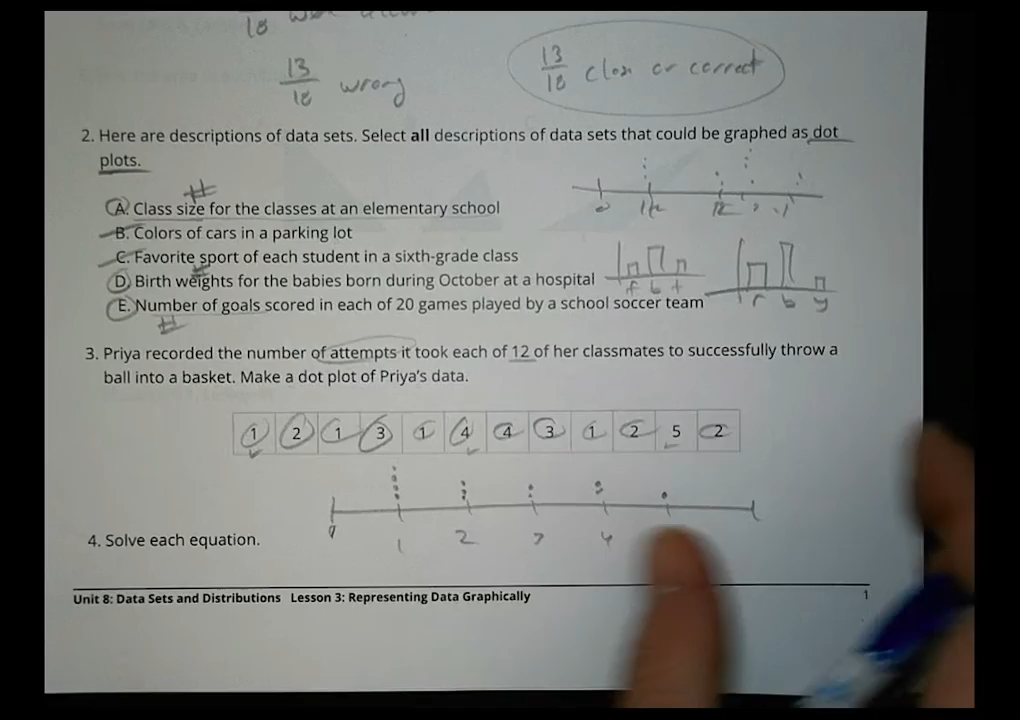 18
13
18 wrong
13
18 close or correct
2. Here are descriptions of data sets. Select all descriptions of data sets that could be graphed as dot
plots.
#
A. Class size for the classes at an elementary school
B. Colors of cars in a parking lot
C. Favorite sport of each student in a sixth-grade class
D. Birth weights for the babies born during October at a hospital
E. Number of goals scored in each of 20 games played by a school soccer team
#
f b t
r b y
3. Priya recorded the number of attempts it took each of 12 of her classmates to successfully throw a
ball into a basket. Make a dot plot of Priya's data.
1 2 1 3 1 4 4 3 1 2 5 2
0 1 2 3 4
4. Solve each equation.
Unit 8: Data Sets and Distributions Lesson 3: Representing Data Graphically 1